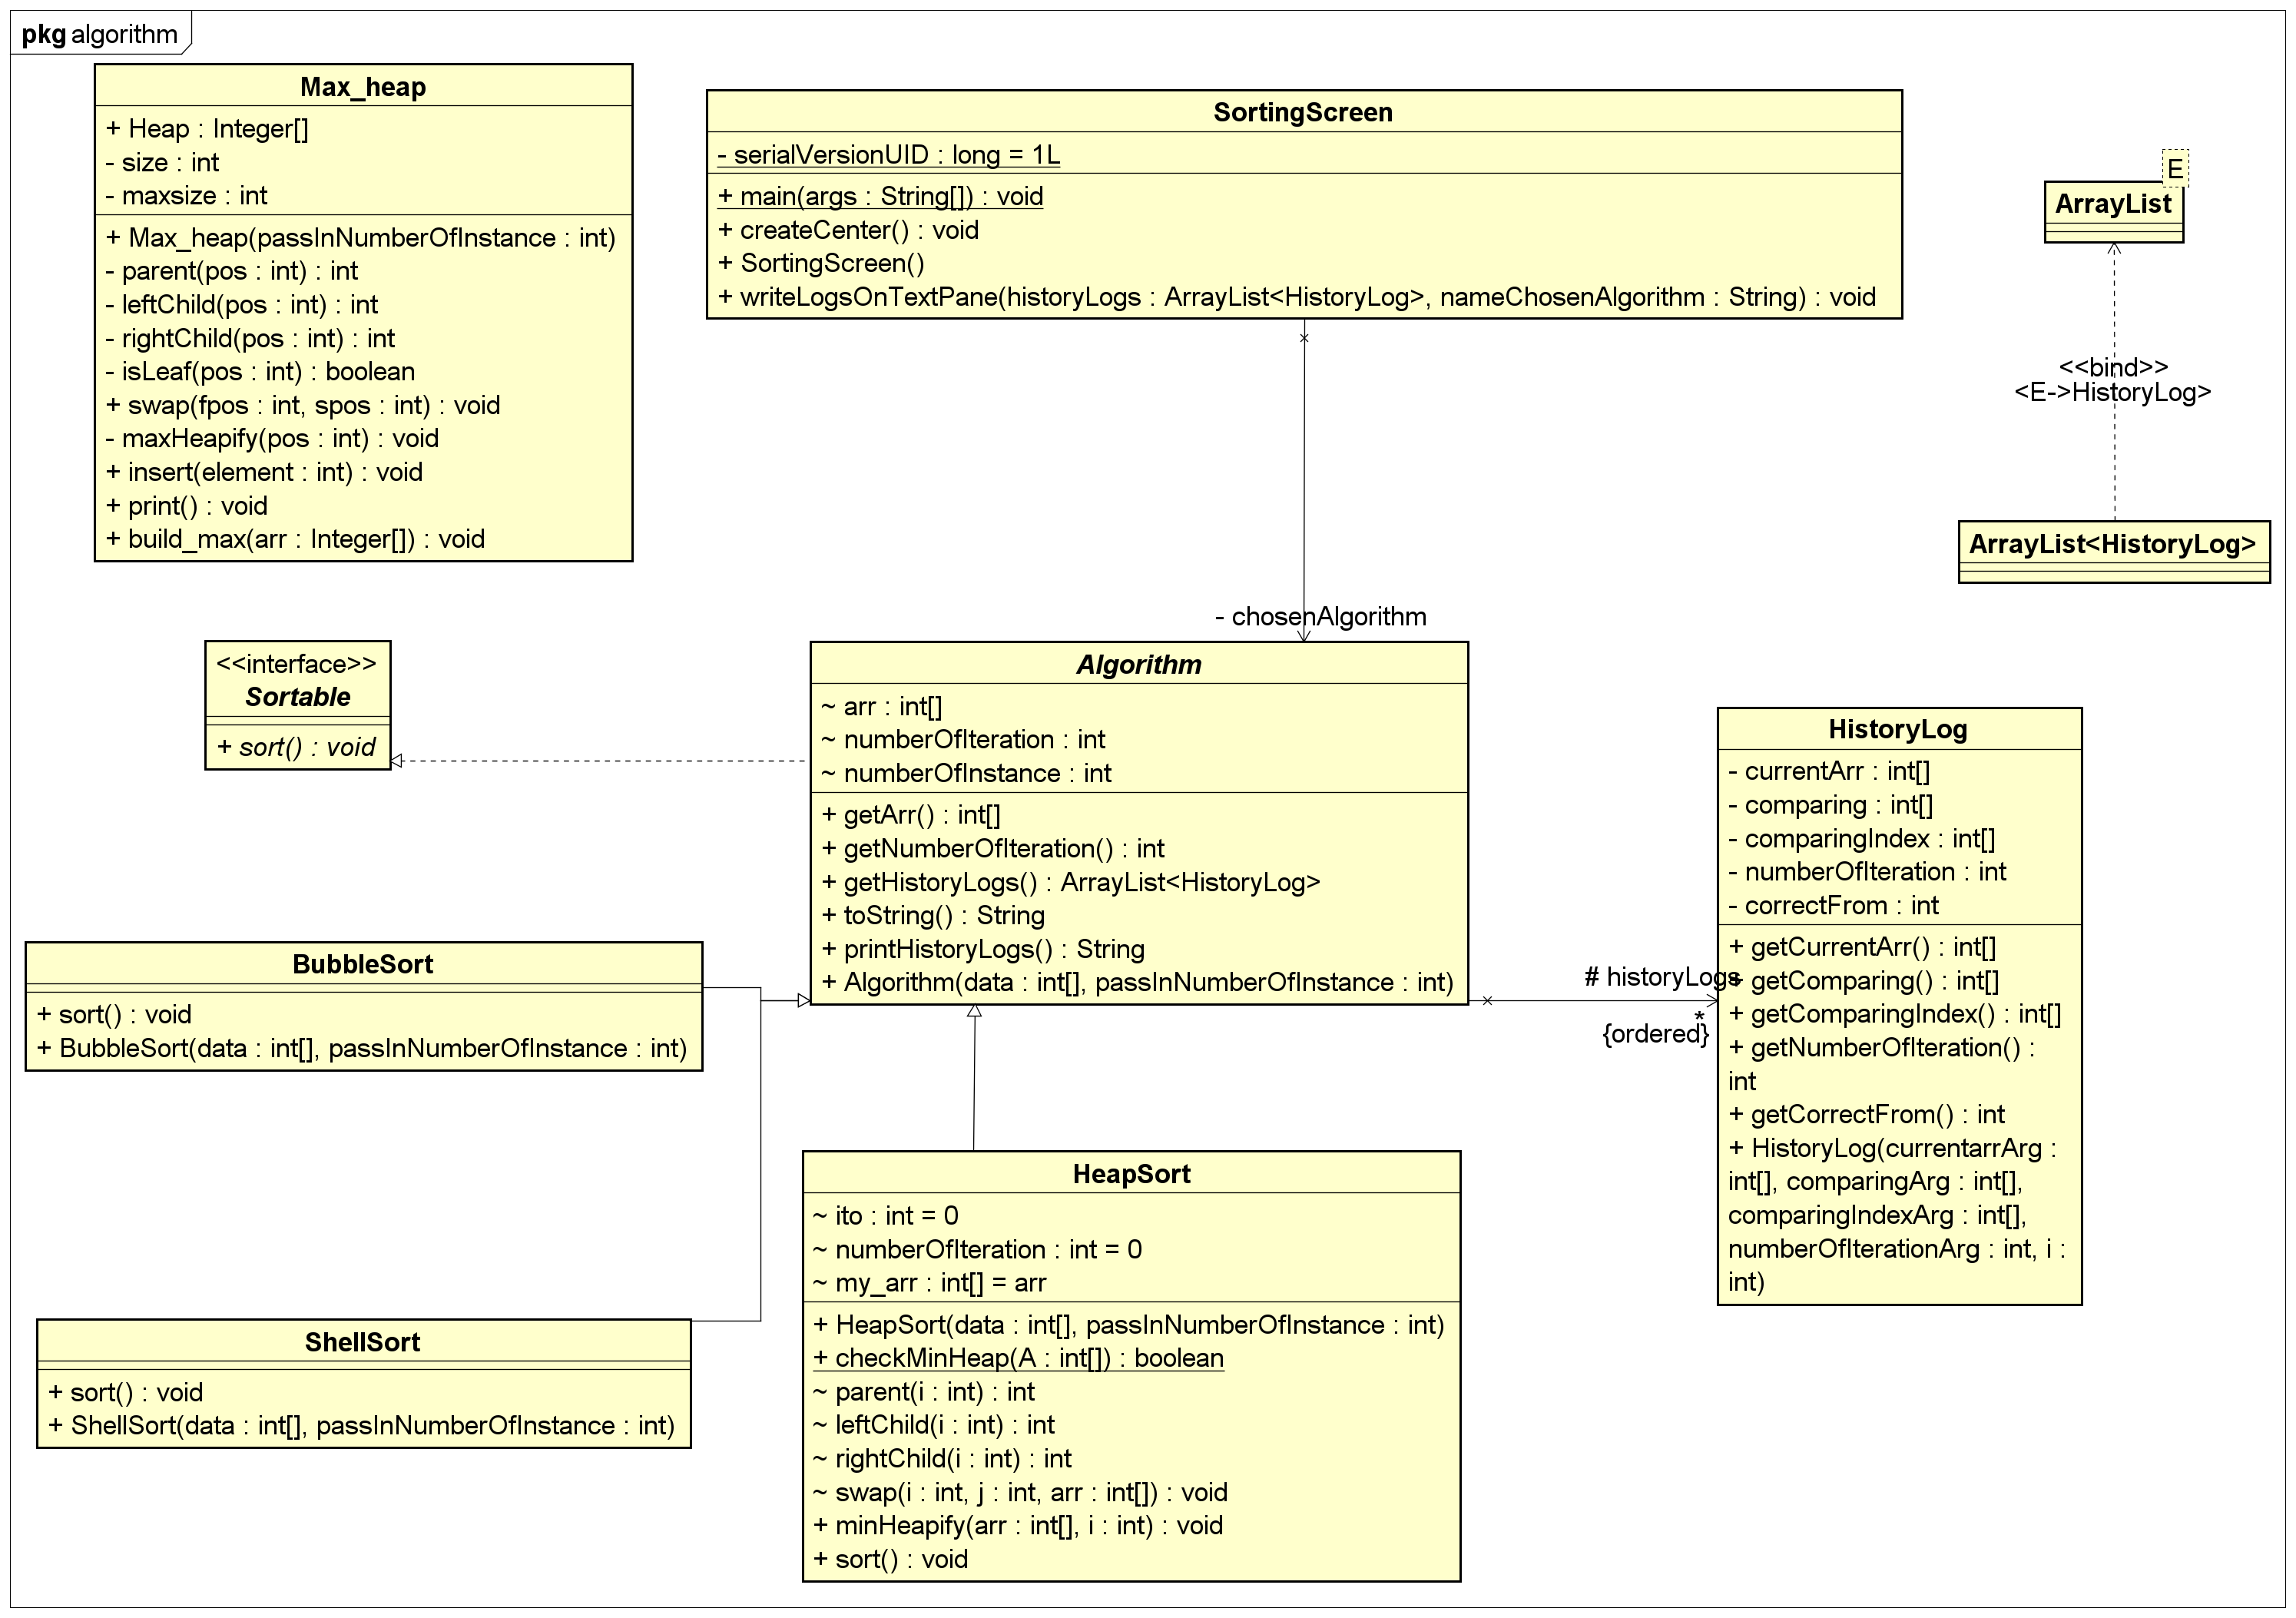 pkg algorithm
Max_heap
+ Heap : Integer[]
- size : int
- maxsize : int
+ Max_heap(passInNumberOfInstance : int)
- parent(pos : int) : int
- leftChild(pos : int) : int
- rightChild(pos : int) : int
- isLeaf(pos : int) : boolean
+ swap(fpos : int, spos : int) : void
- maxHeapify(pos : int) : void
+ insert(element : int) : void
+ print() : void
+ build_max(arr : Integer[]) : void
SortingScreen
- serialVersionUID : long = 1L
+ main(args : String[]) : void
+ createCenter() : void
+ SortingScreen()
+ writeLogsOnTextPane(historyLogs : ArrayList<HistoryLog>, nameChosenAlgorithm : String) : void
E
ArrayList
<<bind>>
<E->HistoryLog>
ArrayList<HistoryLog>
- chosenAlgorithm
<<interface>>
Sortable
+ sort() : void
Algorithm
~ arr : int[]
~ numberOfIteration : int
~ numberOfInstance : int
+ getArr() : int[]
+ getNumberOfIteration() : int
+ getHistoryLogs() : ArrayList<HistoryLog>
+ toString() : String
+ printHistoryLogs() : String
+ Algorithm(data : int[], passInNumberOfInstance : int)
# historyLogs
*
{ordered}
HistoryLog
- currentArr : int[]
- comparing : int[]
- comparingIndex : int[]
- numberOfIteration : int
- correctFrom : int
+ getCurrentArr() : int[]
+ getComparing() : int[]
+ getComparingIndex() : int[]
+ getNumberOfIteration() :
int
+ getCorrectFrom() : int
+ HistoryLog(currentarrArg :
int[], comparingArg : int[],
comparingIndexArg : int[],
numberOfIterationArg : int, i :
int)
BubbleSort
+ sort() : void
+ BubbleSort(data : int[], passInNumberOfInstance : int)
ShellSort
+ sort() : void
+ ShellSort(data : int[], passInNumberOfInstance : int)
HeapSort
~ ito : int = 0
~ numberOfIteration : int = 0
~ my_arr : int[] = arr
+ HeapSort(data : int[], passInNumberOfInstance : int)
+ checkMinHeap(A : int[]) : boolean
~ parent(i : int) : int
~ leftChild(i : int) : int
~ rightChild(i : int) : int
~ swap(i : int, j : int, arr : int[]) : void
+ minHeapify(arr : int[], i : int) : void
+ sort() : void